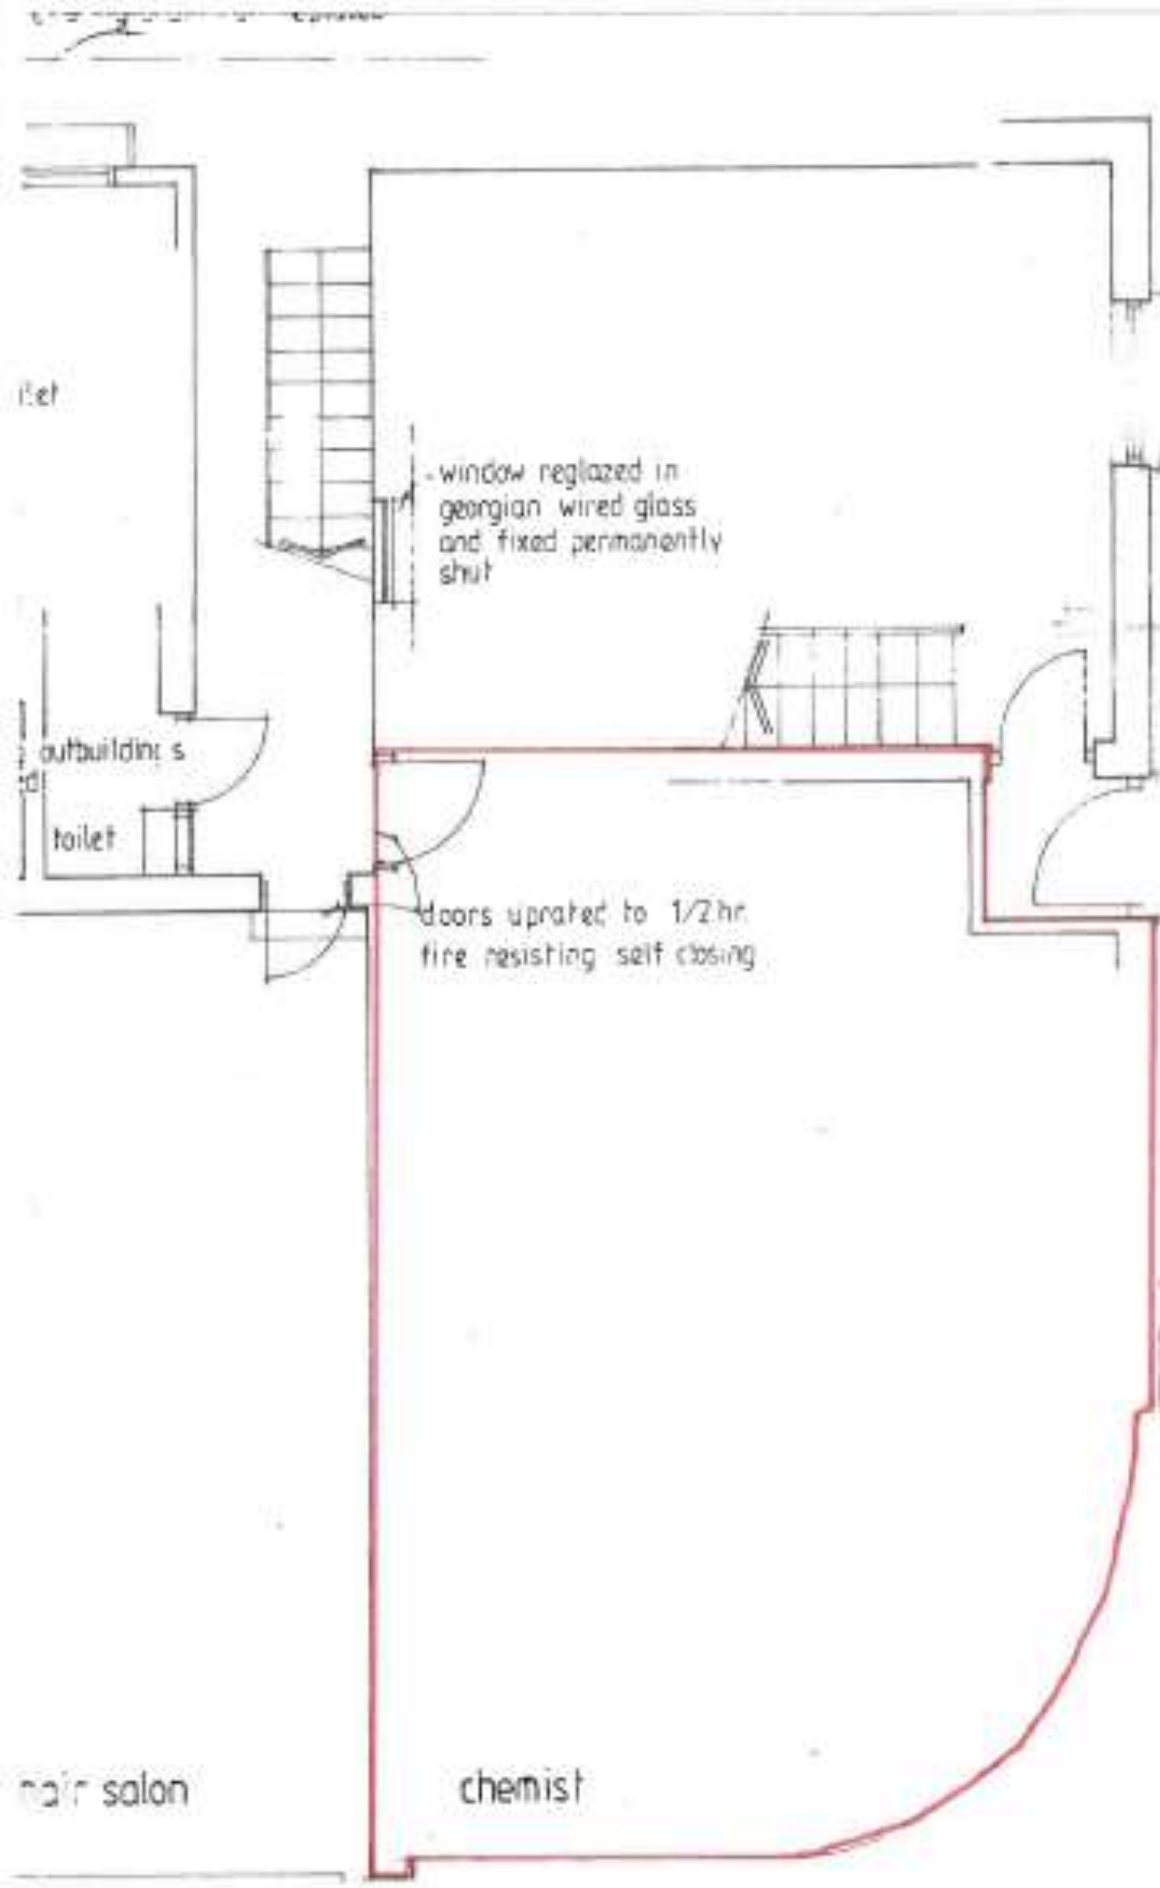 window reglazed in
georgian wired glass
and fixed permanently
shut
outbuildings
toilet
doors uprated to 1/2 hr.
fire resisting self closing
hair salon
chemist